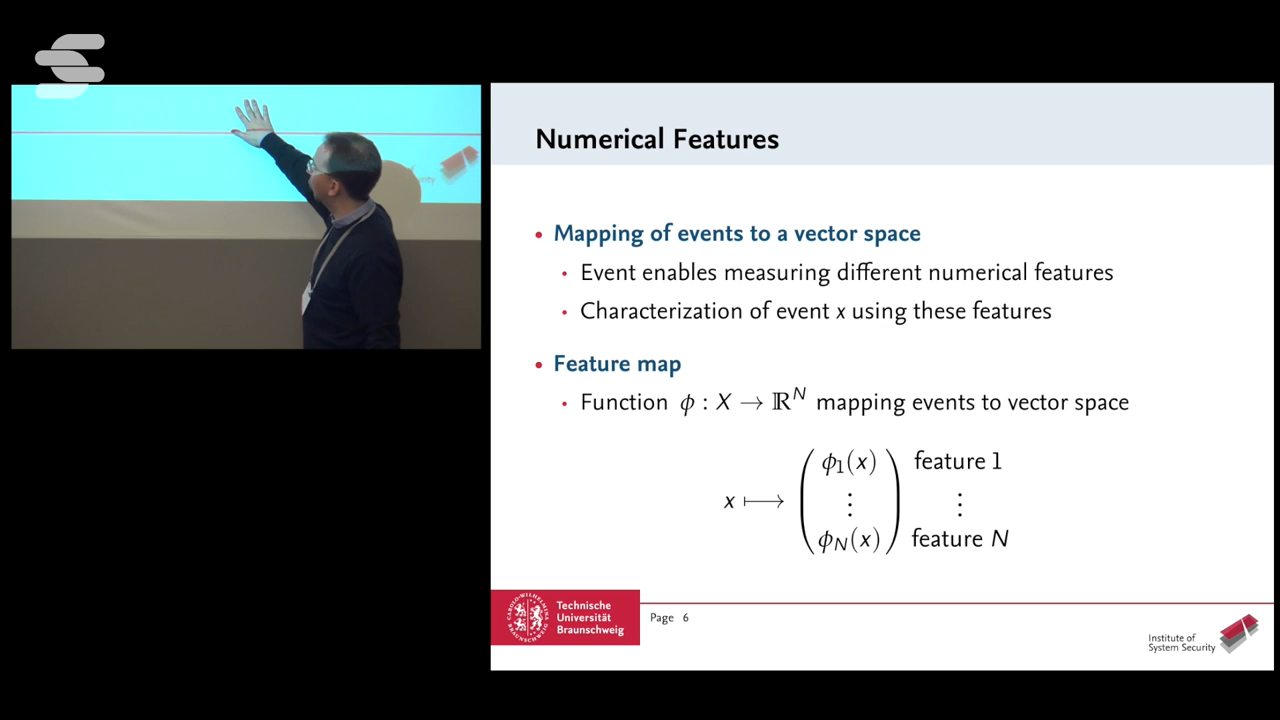 Numerical Features
• Mapping of events to a vector space
• Event enables measuring different numerical features
• Characterization of event x using these features
• Feature map
• Function ϕ : X → ℝᴺ mapping events to vector space
x ⟼ ( ϕ₁(x) ) feature 1
⋮ ⋮
ϕ_N(x) feature N
Technische
Universität
Braunschweig
Page 6
Institute of
System Security